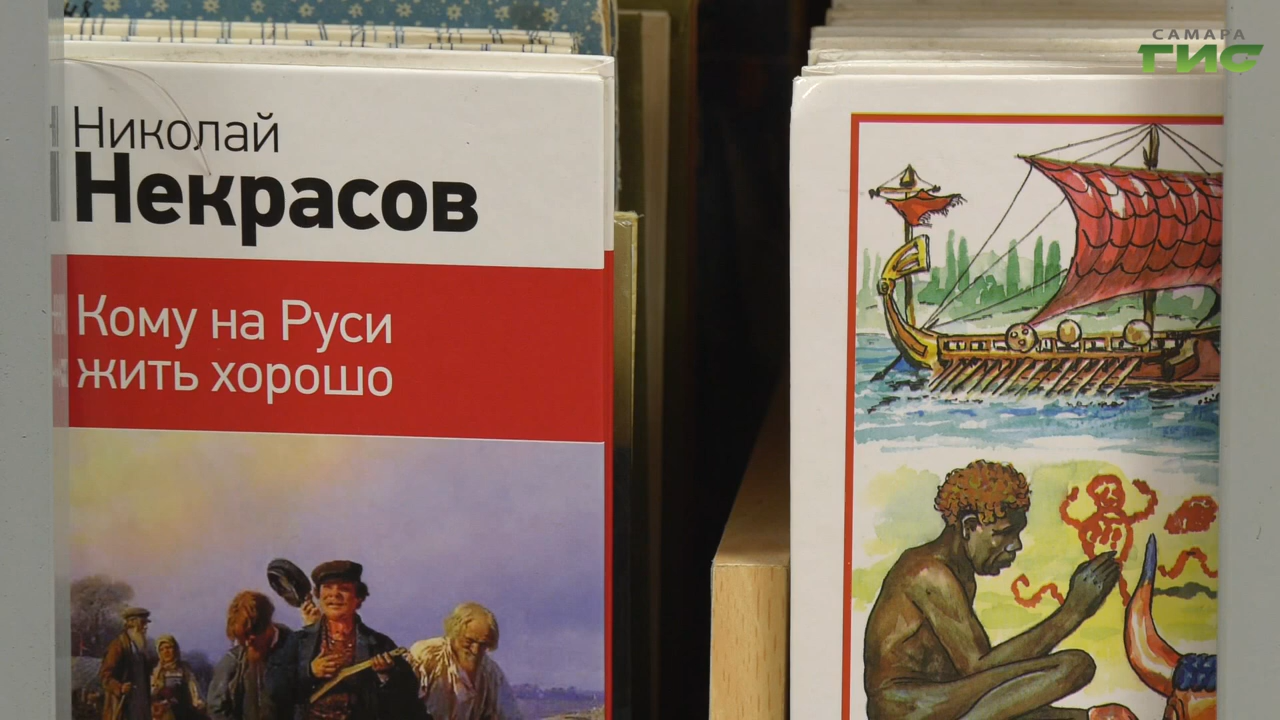 САМАРА
ГИС
Николай
Некрасов
Кому на Руси
жить хорошо